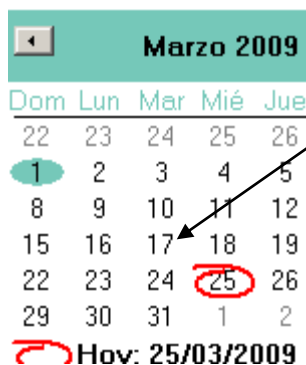 Marzo 2009
Dom Lun Mar Mié Jue
22 23 24 25 26
1 2 3 4 5
8 9 10 11 12
15 16 17 18 19
22 23 24 25 26
29 30 31 1 2
Hoy: 25/03/2009